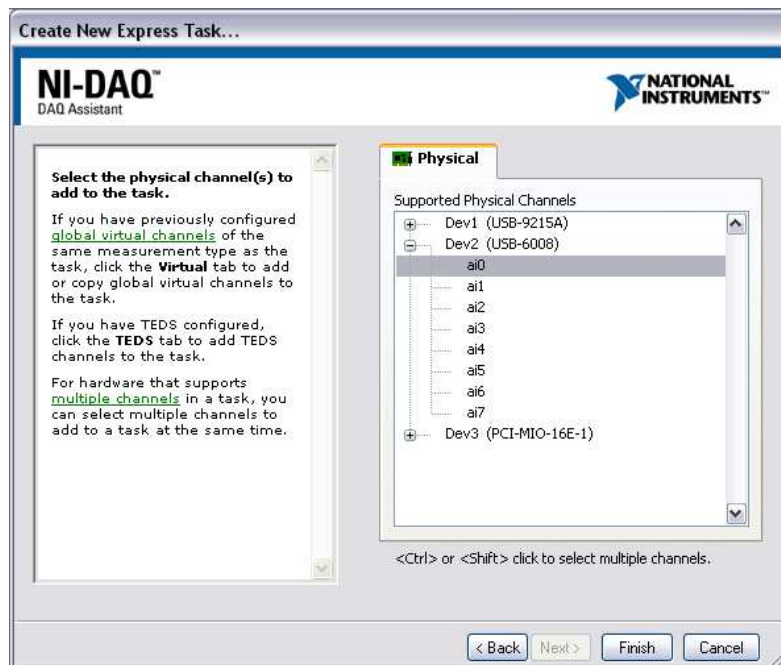 Create New Express Task...
NI-DAQ™
DAQ Assistant
NATIONAL
INSTRUMENTS™
Select the physical channel(s) to
add to the task.
If you have previously configured
global virtual channels of the
same measurement type as the
task, click the Virtual tab to add
or copy global virtual channels to
the task.
If you have TEDS configured,
click the TEDS tab to add TEDS
channels to the task.
For hardware that supports
multiple channels in a task, you
can select multiple channels to
add to a task at the same time.
Physical
Supported Physical Channels
Dev1 (USB-9215A)
Dev2 (USB-6008)
ai0
ai1
ai2
ai3
ai4
ai5
ai6
ai7
Dev3 (PCI-MIO-16E-1)
<Ctrl> or <Shift> click to select multiple channels.
< Back Next > Finish Cancel